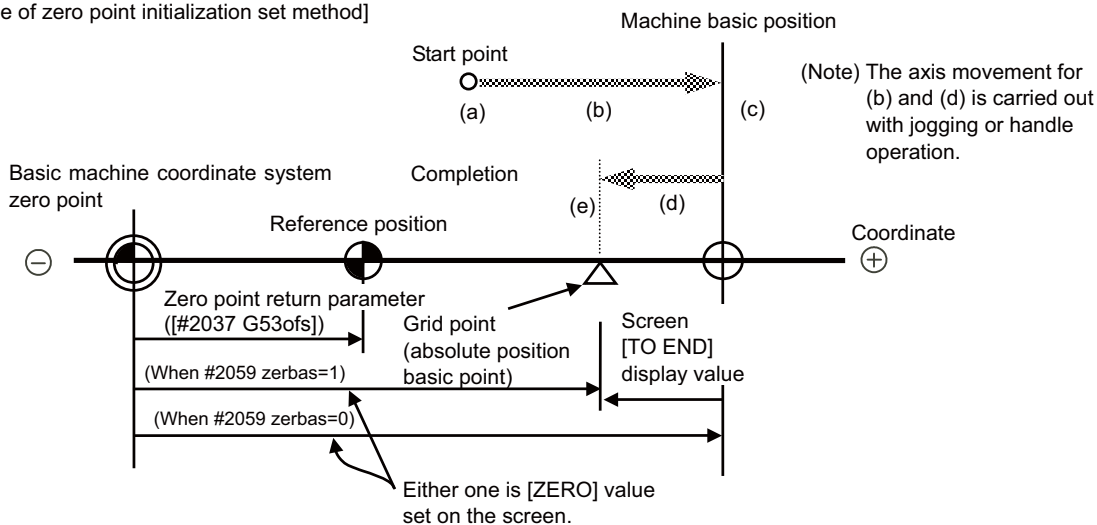 e of zero point initialization set method]
Machine basic position
Start point
(Note) The axis movement for
(b) and (d) is carried out
with jogging or handle
operation.
(a)
(b)
(c)
Basic machine coordinate system
zero point
Completion
(e)
(d)
Reference position
Coordinate
−
+
Zero point return parameter
([#2037 G53ofs])
Grid point
(absolute position
basic point)
Screen
[TO END]
display value
(When #2059 zerbas=1)
(When #2059 zerbas=0)
Either one is [ZERO] value
set on the screen.